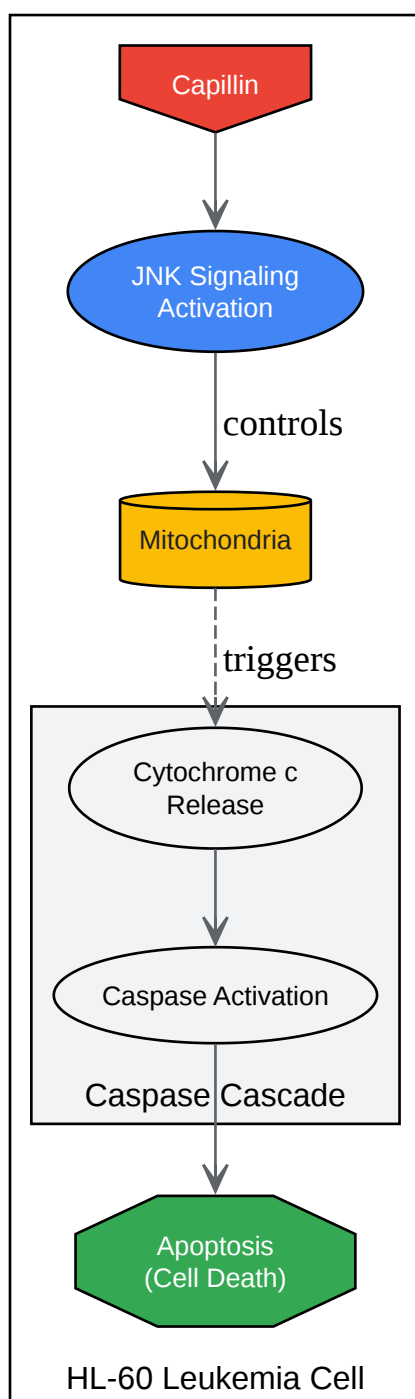 Capillin
JNK Signaling
Activation
controls
Mitochondria
triggers
Cytochrome c
Release
Caspase Activation
Caspase Cascade
Apoptosis
(Cell Death)
HL-60 Leukemia Cell